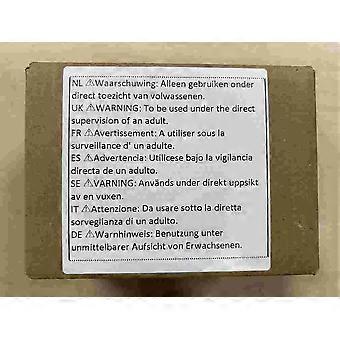 NL ⚠Waarschuwing: Alleen gebruiken onder
direct toezicht van volwassenen.
UK ⚠WARNING: To be used under the direct
supervision of an adult.
FR ⚠Avertissement: A utiliser sous la
surveillance d' un adulte.
ES ⚠Advertencia: Utilícese bajo la vigilancia
directa de un adulto.
SE ⚠VARNING: Används under direkt uppsikt
av en vuxen.
IT ⚠Attenzione: Da usare sotto la diretta
sorveglianza di un adulto.
DE ⚠Warnhinweis: Benutzung unter
unmittelbarer Aufsicht von Erwachsenen.